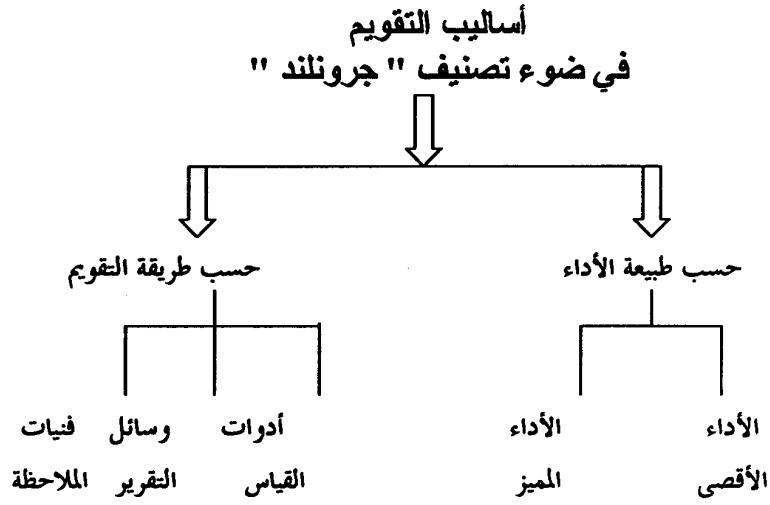 أساليب التقويم
في ضوء تصنيف " جرونلند "
حسب طبيعة الأداء
حسب طريقة التقويم
الأداء
الأقصى
الأداء
المميز
أدوات
القياس
وسائل
التقرير
فنيات
الملاحظة